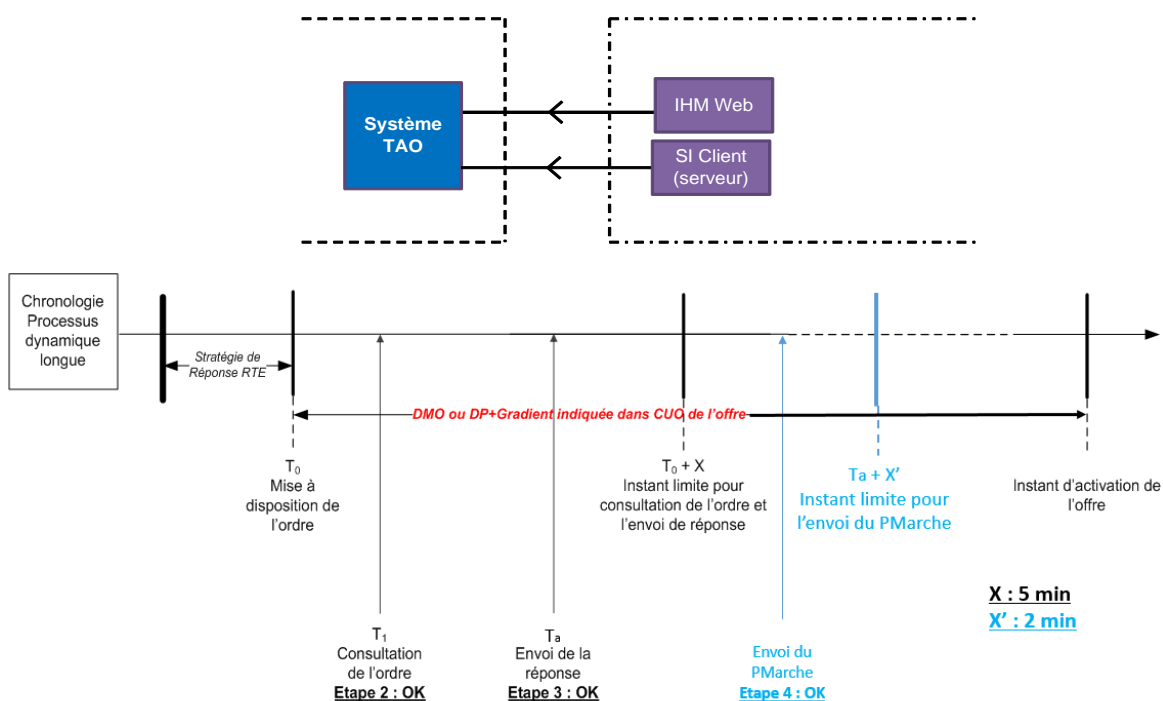 Système
TAO
IHM Web
SI Client
(serveur)
Chronologie
Processus
dynamique
longue
Stratégie de
Réponse RTE
DMO ou DP+Gradient indiquée dans CUO de l'offre
T0
Mise à
disposition de
l'ordre
T0 + X
Instant limite pour
consultation de l'ordre et
l'envoi de réponse
Ta + X'
Instant limite pour
l'envoi du PMarche
Instant d'activation de
l'offre
X : 5 min
X' : 2 min
T1
Consultation
de l'ordre
Etape 2 : OK
Ta
Envoi de la
réponse
Etape 3 : OK
Envoi du
PMarche
Etape 4 : OK